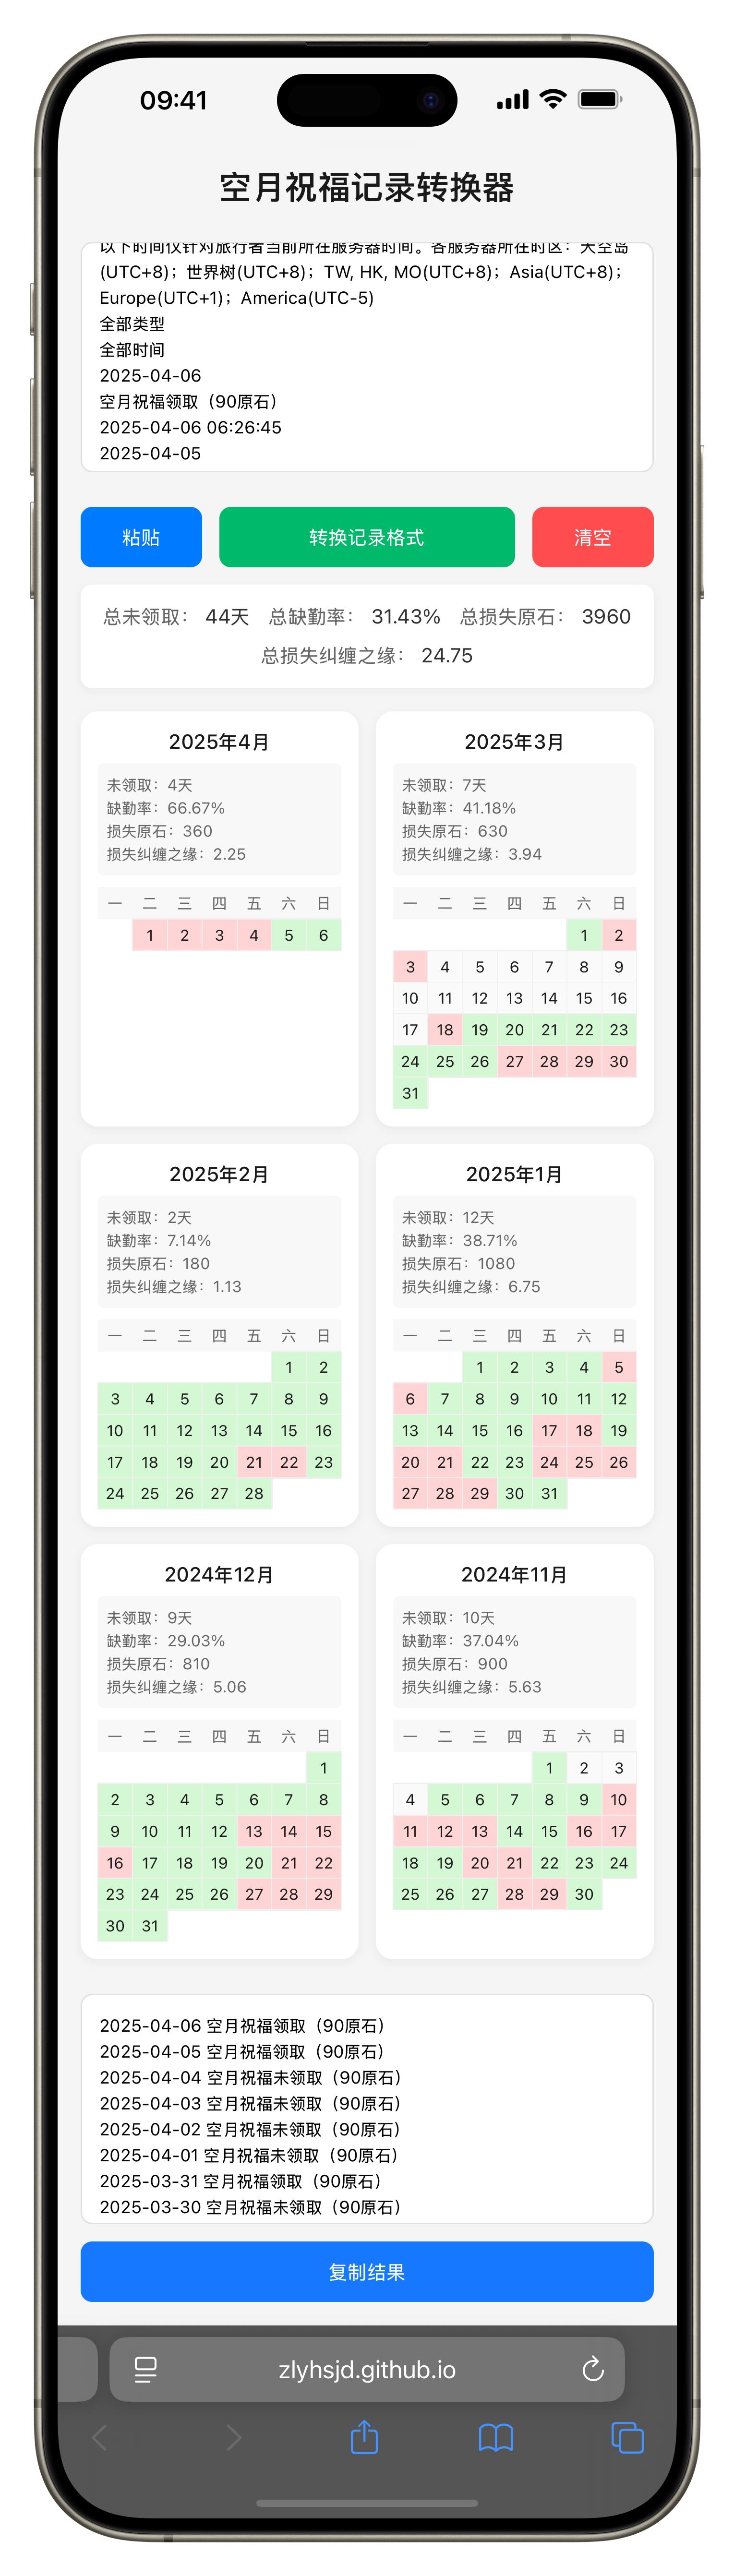 09:41
空月祝福记录转换器
以下时间仅针对旅行者当前所在服务器时间。各服务器所在时区：天空岛
(UTC+8)；世界树(UTC+8)；TW, HK, MO(UTC+8)；Asia(UTC+8)；
Europe(UTC+1)；America(UTC-5)
全部类型
全部时间
2025-04-06
空月祝福领取（90原石）
2025-04-06 06:26:45
2025-04-05
粘贴 转换记录格式 清空
总未领取： 44天 总缺勤率： 31.43% 总损失原石： 3960
总损失纠缠之缘： 24.75
2025年4月
未领取：4天
缺勤率：66.67%
损失原石：360
损失纠缠之缘：2.25
一 二 三 四 五 六 日
1 2 3 4 5 6
2025年3月
未领取：7天
缺勤率：41.18%
损失原石：630
损失纠缠之缘：3.94
一 二 三 四 五 六 日
1 2
3 4 5 6 7 8 9
10 11 12 13 14 15 16
17 18 19 20 21 22 23
24 25 26 27 28 29 30
31
2025年2月
未领取：2天
缺勤率：7.14%
损失原石：180
损失纠缠之缘：1.13
一 二 三 四 五 六 日
1 2
3 4 5 6 7 8 9
10 11 12 13 14 15 16
17 18 19 20 21 22 23
24 25 26 27 28
2025年1月
未领取：12天
缺勤率：38.71%
损失原石：1080
损失纠缠之缘：6.75
一 二 三 四 五 六 日
1 2 3 4 5
6 7 8 9 10 11 12
13 14 15 16 17 18 19
20 21 22 23 24 25 26
27 28 29 30 31
2024年12月
未领取：9天
缺勤率：29.03%
损失原石：810
损失纠缠之缘：5.06
一 二 三 四 五 六 日
1
2 3 4 5 6 7 8
9 10 11 12 13 14 15
16 17 18 19 20 21 22
23 24 25 26 27 28 29
30 31
2024年11月
未领取：10天
缺勤率：37.04%
损失原石：900
损失纠缠之缘：5.63
一 二 三 四 五 六 日
1 2 3
4 5 6 7 8 9 10
11 12 13 14 15 16 17
18 19 20 21 22 23 24
25 26 27 28 29 30
2025-04-06 空月祝福领取（90原石）
2025-04-05 空月祝福领取（90原石）
2025-04-04 空月祝福未领取（90原石）
2025-04-03 空月祝福未领取（90原石）
2025-04-02 空月祝福未领取（90原石）
2025-04-01 空月祝福未领取（90原石）
2025-03-31 空月祝福领取（90原石）
2025-03-30 空月祝福未领取（90原石）
复制结果
zlyhsjd.github.io